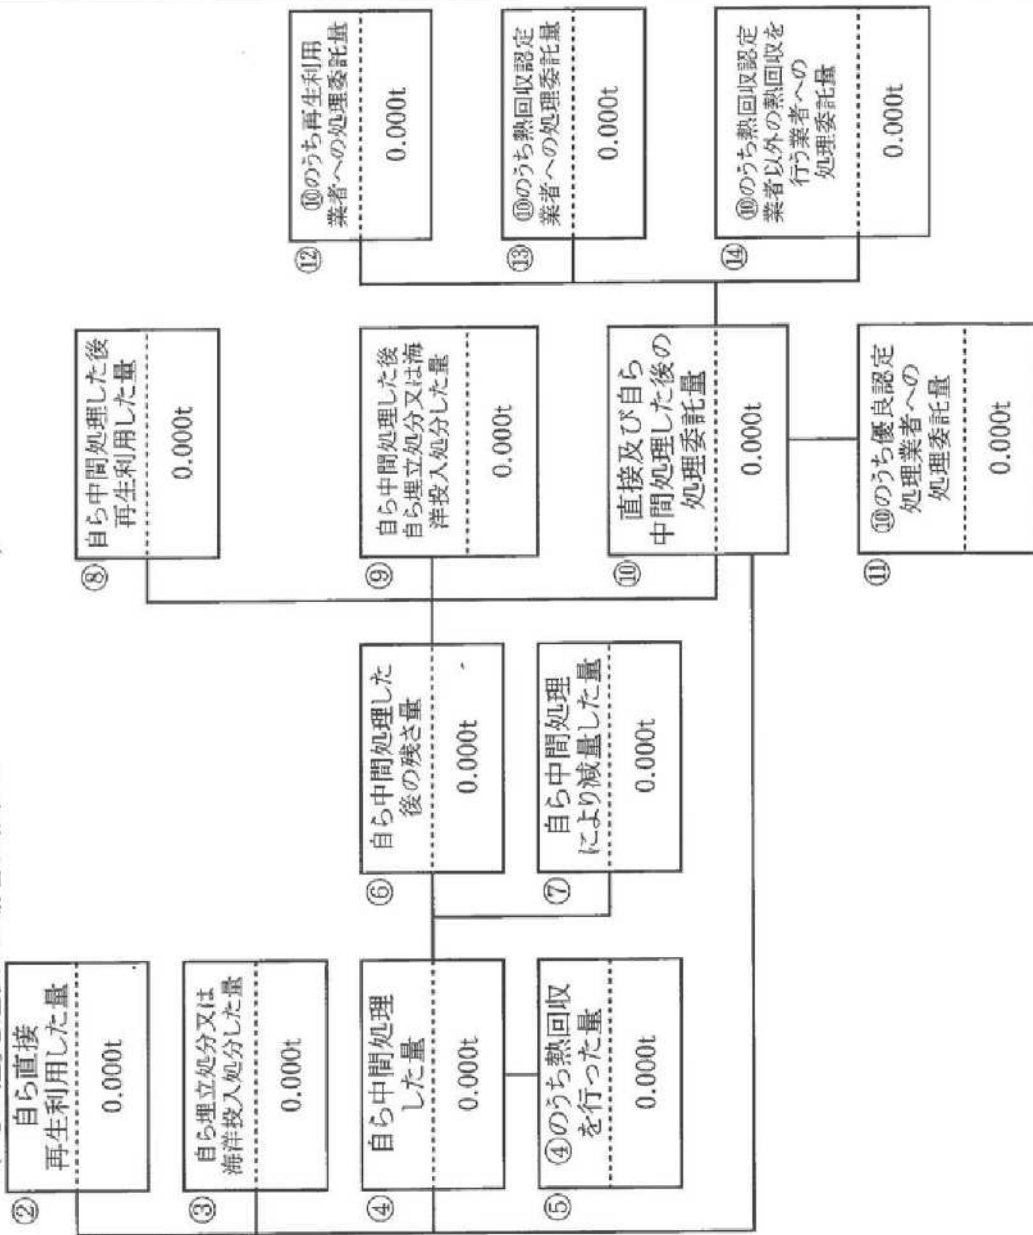 ②
自ら直接
再生利用した量
0.000t
③
自ら埋立処分又は
海洋投入処分した量
0.000t
④
自ら中間処理
した量
0.000t
⑤
④のうち熱回収
を行った量
0.000t
⑥
自ら中間処理した
後の残さ量
0.000t
⑦
自ら中間処理
により減量した量
0.000t
⑧
自ら中間処理した後
再生利用した量
0.000t
⑨
自ら中間処理した後
自ら埋立処分又は海
洋投入処分した量
0.000t
⑩
直接及び自ら
中間処理した後の
処理委託量
0.000t
⑪
⑩のうち優良認定
処理業者への
処理委託量
0.000t
⑫
⑩のうち再生利用
業者への処理委託量
0.000t
⑬
⑩のうち熱回収認定
業者への処理委託量
0.000t
⑭
⑩のうち熱回収認定
業者以外の熱回収を
行う業者への
処理委託量
0.000t